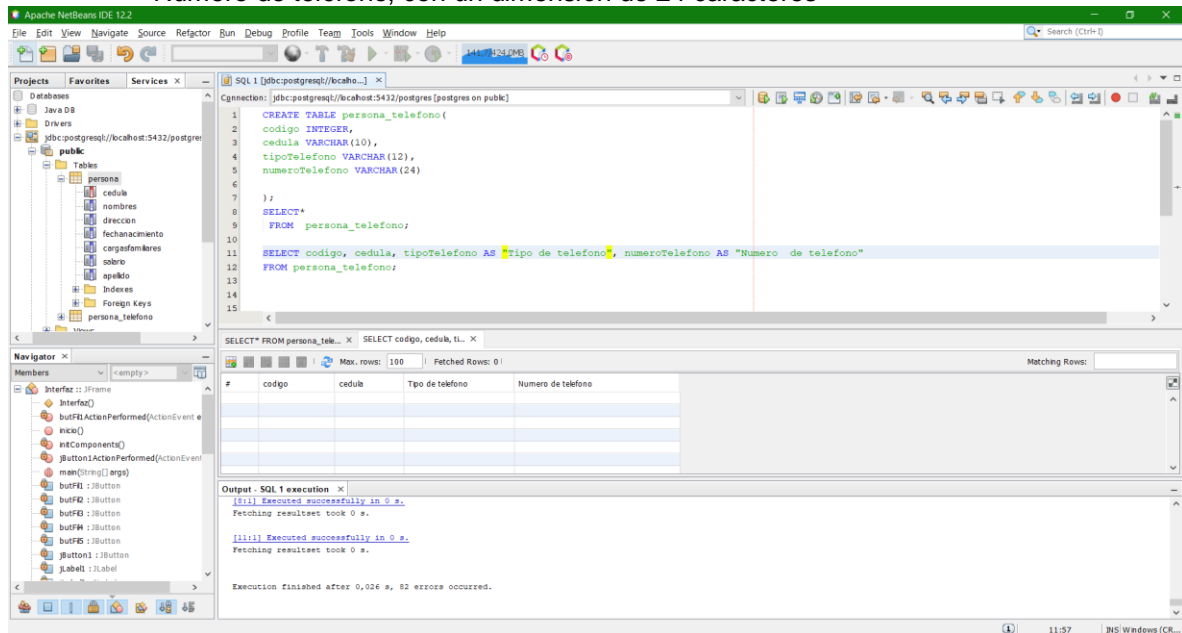 Número de teléfono, con un dimensión de 24 caracteres
Apache NetBeans IDE 12.2
File Edit View Navigate Source Refactor Run Debug Profile Team Tools Window Help
Search (Ctrl+I)
Projects Favorites Services
Databases
Java DB
Drivers
jdbc:postgresql://localhost:5432/postgres
public
Tables
persona
cedula
nombres
direccion
fechanacimiento
cargasfamiliares
salario
apellido
Indexes
Foreign Keys
persona_telefono
Views
SQL 1 [jdbc:postgresql://localho...]
Connection: jdbc:postgresql://localhost:5432/postgres [postgres on public]
1 CREATE TABLE persona_telefono(
2 codigo INTEGER,
3 cedula VARCHAR(10),
4 tipoTelefono VARCHAR(12),
5 numeroTelefono VARCHAR(24)
6
7 );
8 SELECT*
9 FROM persona_telefono;
10
11 SELECT codigo, cedula, tipoTelefono AS "Tipo de telefono", numeroTelefono AS "Numero de telefono"
12 FROM persona_telefono;
13
14
15
SELECT* FROM persona_tele... SELECT codigo, cedula, ti...
Max. rows: 100 Fetched Rows: 0
Matching Rows:
# codigo cedula Tipo de telefono Numero de telefono
Navigator
Members <empty>
Interfaz :: JFrame
Interfaz()
butFil1ActionPerformed(ActionEvent e
inicio()
initComponents()
jButton1ActionPerformed(ActionEvent
main(String[] args)
butFil1 : JButton
butFil2 : JButton
butFil3 : JButton
butFil4 : JButton
butFil5 : JButton
jButton1 : JButton
jLabel1 : JLabel
Output - SQL 1 execution
[8:1] Executed successfully in 0 s.
Fetching resultset took 0 s.
[11:1] Executed successfully in 0 s.
Fetching resultset took 0 s.
Execution finished after 0,026 s, 82 errors occurred.
11:57 INS Windows (CR...